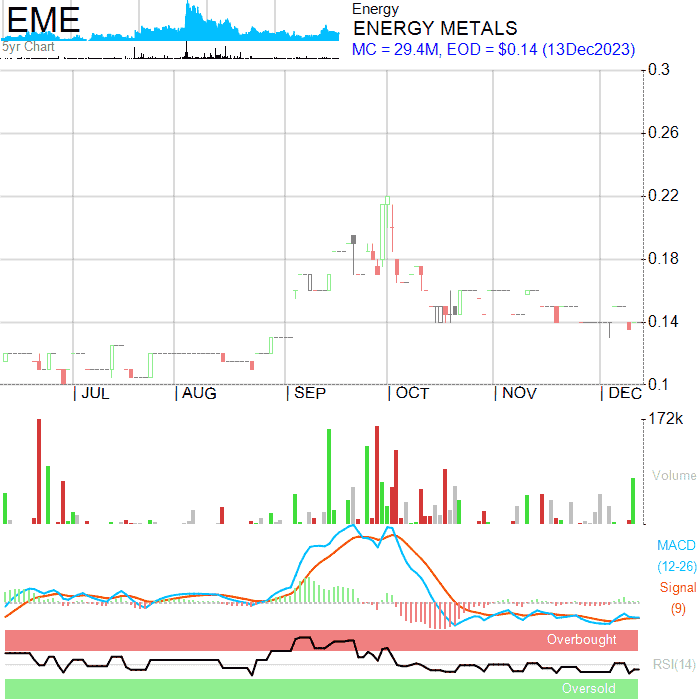 EME
5yr Chart
Energy
ENERGY METALS
MC = 29.4M, EOD = $0.14 (13Dec2023)
0.3
0.26
0.22
0.18
0.14
0.1
JUL
AUG
SEP
OCT
NOV
DEC
172k
Volume
MACD
(12-26)
Signal
(9)
Overbought
RSI(14)
Oversold